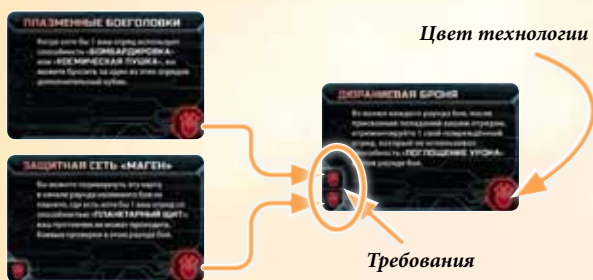 ПЛАЗМЕННЫЕ БОЕГОЛОВКИ
Когда хотя бы 1 ваш отряд использует
способность «БОМБАРДИРОВКА»
или «КОСМИЧЕСКАЯ ПУШКА», вы
можете бросить за один из этих отрядов
дополнительный кубик.
Цвет технологии
ДЮРАНИЕВАЯ БРОНЯ
Во время каждого раунда боя, после
присвоения попаданий вашим отрядам,
отремонтируйте 1 свой повреждённый
отряд, который не использовал
способность «ПОГЛОЩЕНИЕ УРОНА»
в этом раунде боя.
ЗАЩИТНАЯ СЕТЬ «МАГЕН»
Вы можете повернуть эту карту
в начале раунда наземного боя на
планете, где есть хотя бы 1 ваш отряд со
способностью «ПЛАНЕТАРНЫЙ ЩИТ»:
ваш противник не может проходить
боевые проверки в этом раунде боя.
Требования